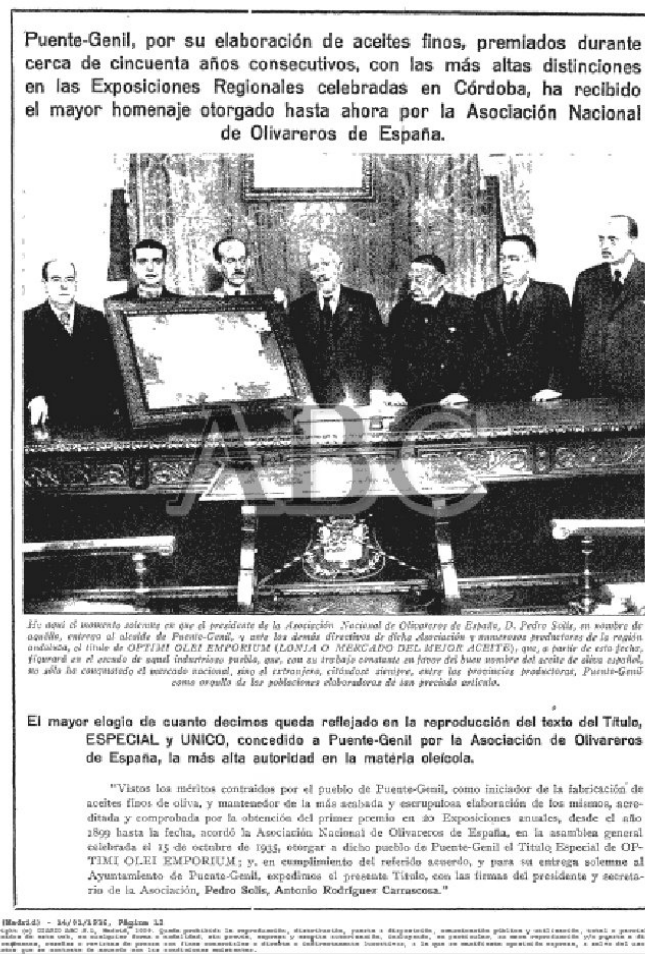 Puente-Genil, por su elaboración de aceites finos, premiados durante
cerca de cincuenta años consecutivos, con las más altas distinciones
en las Exposiciones Regionales celebradas en Córdoba, ha recibido
el mayor homenaje otorgado hasta ahora por la Asociación Nacional
de Olivareros de España.
ABC
He aquí el momento solemne en que el presidente de la Asociación Nacional de Olivareros de España, D. Pedro Solís, en nombre de
aquélla, entrega al alcalde de Puente-Genil, y ante los demás directivos de dicha Asociación y numerosos productores de la región
andaluza, el título de OPTIMI OLEI EMPORIUM (LONJA O MERCADO DEL MEJOR ACEITE), que, a partir de esta fecha,
figurará en el escudo de aquel industrioso pueblo, que, con su trabajo constante en favor del buen nombre del aceite de oliva español,
no sólo ha conquistado el mercado nacional, sino el extranjero, citándose siempre, entre las provincias productoras, Puente-Genil
como orgullo de las poblaciones elaboradoras de tan preciado artículo.
El mayor elogio de cuanto decimos queda reflejado en la reproducción del texto del Título,
ESPECIAL y UNICO, concedido a Puente-Genil por la Asociación de Olivareros
de España, la más alta autoridad en la materia oleícola.
"Vistos los méritos contraídos por el pueblo de Puente-Genil, como iniciador de la fabricación de
aceites finos de oliva, y mantenedor de la más acabada y escrupulosa elaboración de los mismos, acre-
ditada y comprobada por la obtención del primer premio en 20 Exposiciones anuales, desde el año
1899 hasta la fecha, acordó la Asociación Nacional de Olivareros de España, en la asamblea general
celebrada el 15 de octubre de 1935, otorgar a dicho pueblo de Puente-Genil el Título Especial de OP-
TIMI OLEI EMPORIUM; y, en cumplimiento del referido acuerdo, y para su entrega solemne al
Ayuntamiento de Puente-Genil, expedimos el presente Título, con las firmas del presidente y secreta-
rio de la Asociación, Pedro Solís, Antonio Rodríguez Carrascosa."
(Madrid) - 14/01/1936, Página 12